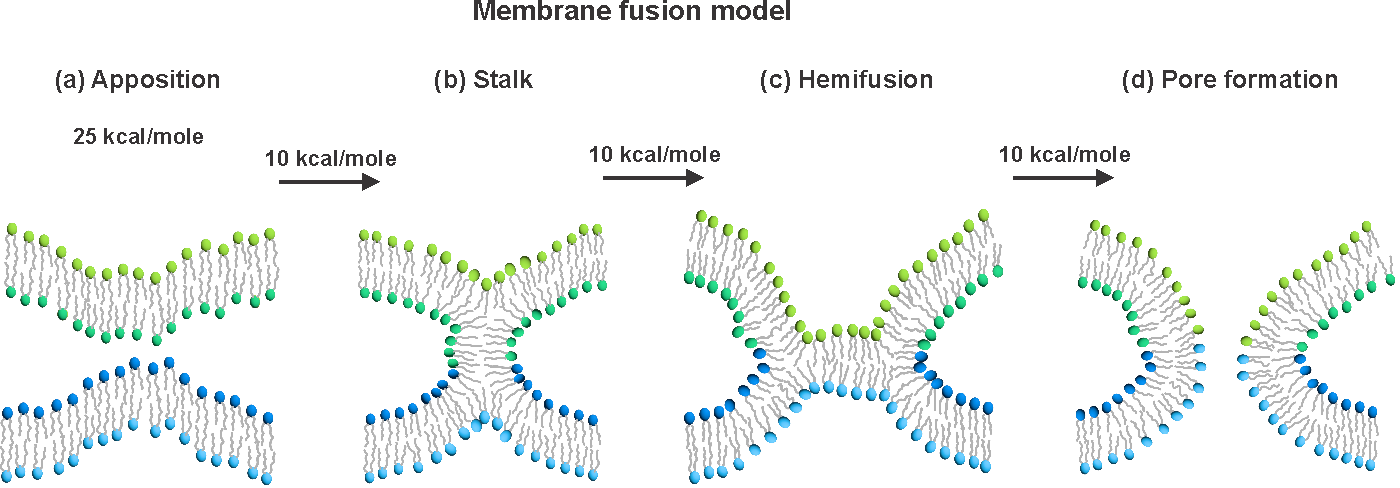 Membrane fusion model
(a) Apposition
(b) Stalk
(c) Hemifusion
(d) Pore formation
25 kcal/mole
10 kcal/mole
10 kcal/mole
10 kcal/mole